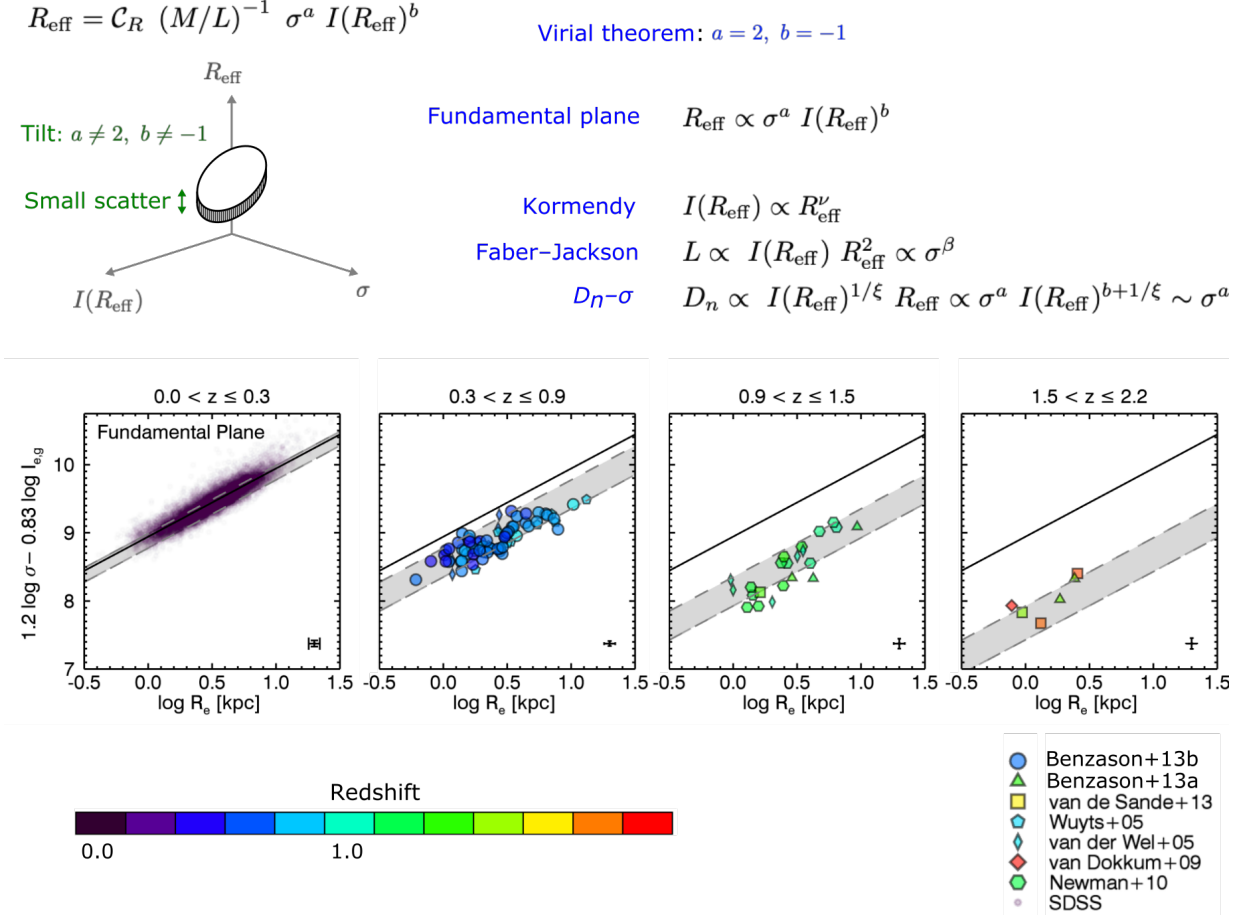 R_eff = C_R (M/L)^−1 σ^a I(R_eff)^b
Virial theorem: a = 2, b = −1
R_eff
Tilt: a ≠ 2, b ≠ −1
Small scatter
I(R_eff)
σ
Fundamental plane R_eff ∝ σ^a I(R_eff)^b
Kormendy I(R_eff) ∝ R_eff^ν
Faber–Jackson L ∝ I(R_eff) R_eff^2 ∝ σ^β
D_n–σ D_n ∝ I(R_eff)^1/ξ R_eff ∝ σ^a I(R_eff)^b+1/ξ ∼ σ^a
0.0 < z ≤ 0.3
0.3 < z ≤ 0.9
0.9 < z ≤ 1.5
1.5 < z ≤ 2.2
Fundamental Plane
1.2 log σ − 0.83 log I_e,g
10
9
8
7
-0.5 0.0 0.5 1.0 1.5
-0.5 0.0 0.5 1.0 1.5
-0.5 0.0 0.5 1.0 1.5
-0.5 0.0 0.5 1.0 1.5
log R_e [kpc]
log R_e [kpc]
log R_e [kpc]
log R_e [kpc]
Redshift
0.0 1.0
Benzason+13b
Benzason+13a
van de Sande+13
Wuyts+05
van der Wel+05
van Dokkum+09
Newman+10
SDSS